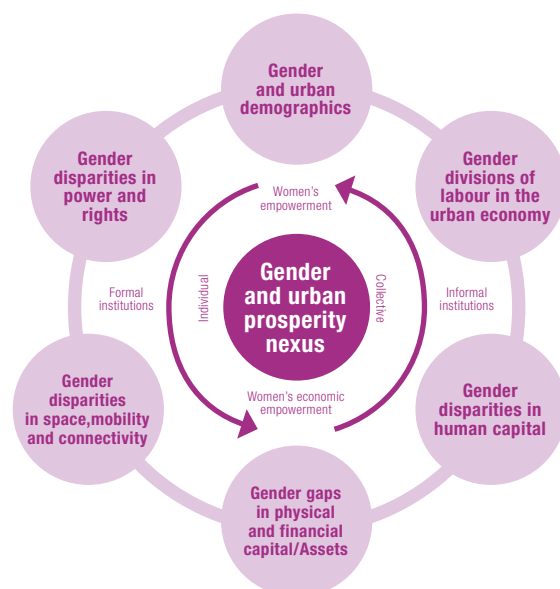 Gender
and urban
demographics
Gender
disparities in
power and
rights
Gender
divisions of
labour in the
urban economy
Women's
empowerment
Formal
institutions
Individual
Gender
and urban
prosperity
nexus
Collective
Informal
institutions
Women's economic
empowerment
Gender
disparities
in space,mobility
and connectivity
Gender
disparities in
human capital
Gender gaps
in physical
and financial
capital/Assets